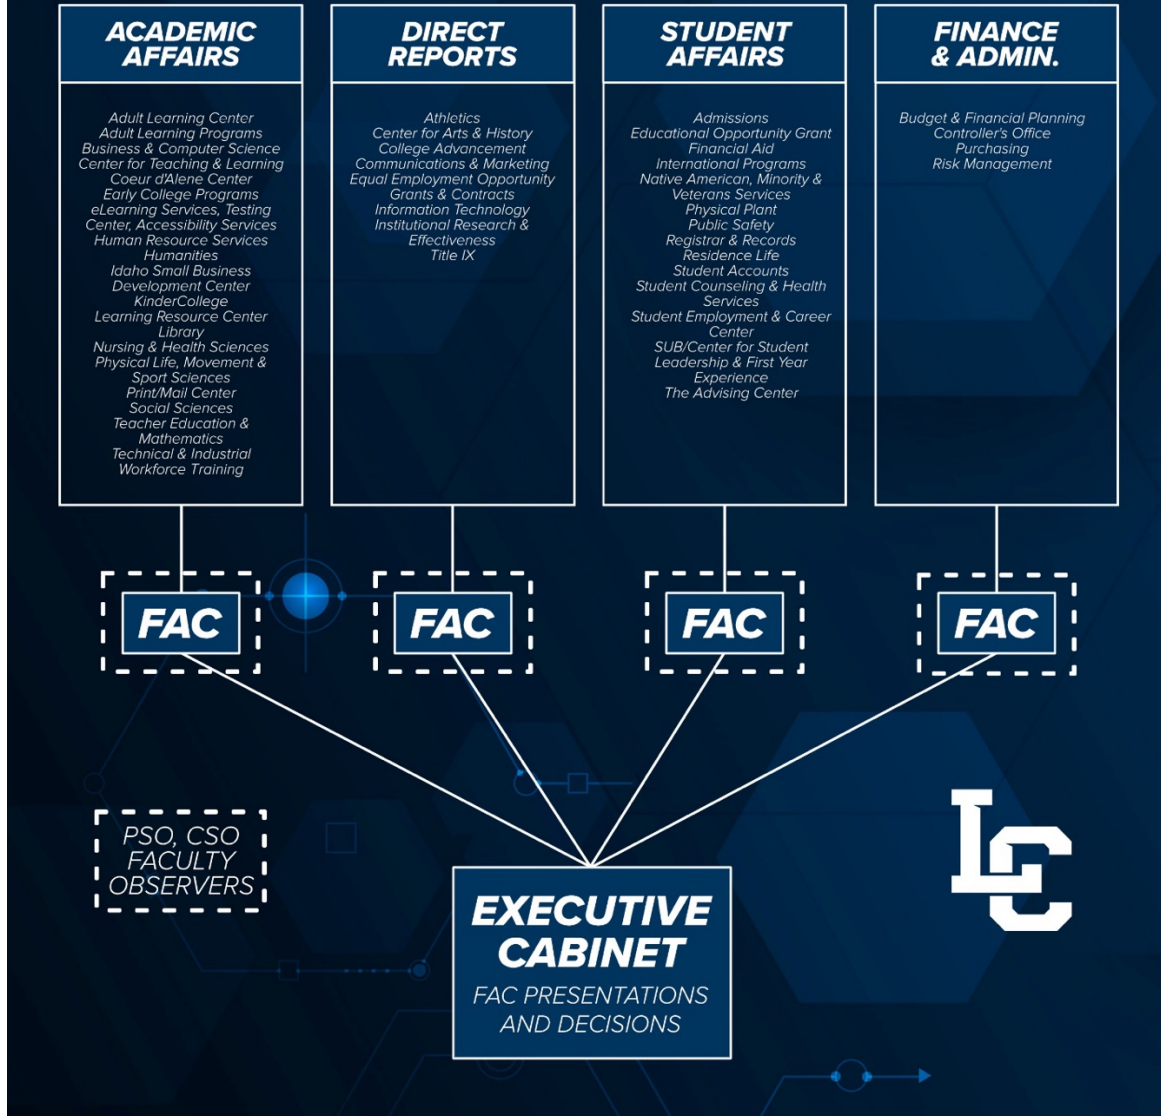 ACADEMIC
AFFAIRS
Adult Learning Center
Adult Learning Programs
Business & Computer Science
Center for Teaching & Learning
Coeur d'Alene Center
Early College Programs
eLearning Services, Testing
Center, Accessibility Services
Human Resource Services
Humanities
Idaho Small Business
Development Center
KinderCollege
Learning Resource Center
Library
Nursing & Health Sciences
Physical Life, Movement &
Sport Sciences
Print/Mail Center
Social Sciences
Teacher Education &
Mathematics
Technical & Industrial
Workforce Training
DIRECT
REPORTS
Athletics
Center for Arts & History
College Advancement
Communications & Marketing
Equal Employment Opportunity
Grants & Contracts
Information Technology
Institutional Research &
Effectiveness
Title IX
STUDENT
AFFAIRS
Admissions
Educational Opportunity Grant
Financial Aid
International Programs
Native American, Minority &
Veterans Services
Physical Plant
Public Safety
Registrar & Records
Residence Life
Student Accounts
Student Counseling & Health
Services
Student Employment & Career
Center
SUB/Center for Student
Leadership & First Year
Experience
The Advising Center
FINANCE
& ADMIN.
Budget & Financial Planning
Controller's Office
Purchasing
Risk Management
FAC
FAC
FAC
FAC
PSO, CSO
FACULTY
OBSERVERS
EXECUTIVE
CABINET
FAC PRESENTATIONS
AND DECISIONS
LC